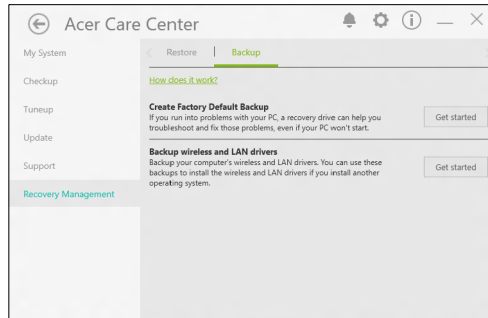 Acer Care Center
My System
Checkup
Tuneup
Update
Support
Recovery Management
Restore
Backup
How does it work?
Create Factory Default Backup
If you run into problems with your PC, a recovery drive can help you
troubleshoot and fix those problems, even if your PC won't start.
Get started
Backup wireless and LAN drivers
Backup your computer's wireless and LAN drivers. You can use these
backups to install the wireless and LAN drivers if you install another
operating system.
Get started